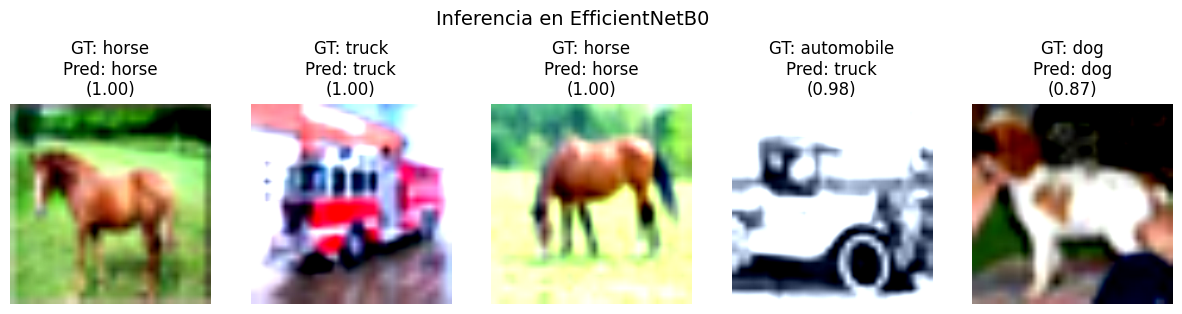 Inferencia en EfficientNetB0
GT: horse
Pred: horse
(1.00)
GT: truck
Pred: truck
(1.00)
GT: horse
Pred: horse
(1.00)
GT: automobile
Pred: truck
(0.98)
GT: dog
Pred: dog
(0.87)